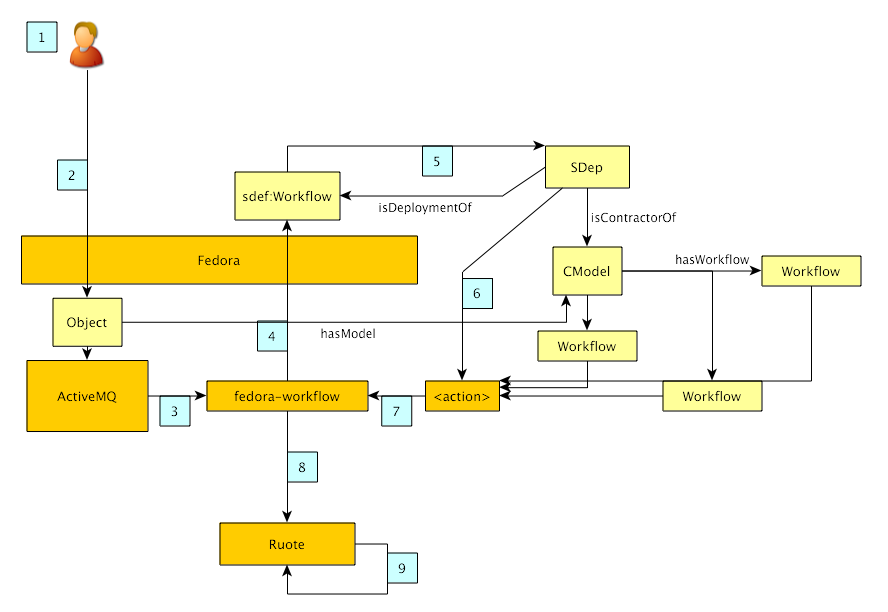 1
2
5
SDep
sdef:Workflow
isDeploymentOf
isContractorOf
Fedora
hasWorkflow
CModel
Workflow
6
Object
4
hasModel
Workflow
ActiveMQ
3
fedora-workflow
7
<action>
Workflow
8
Ruote
9